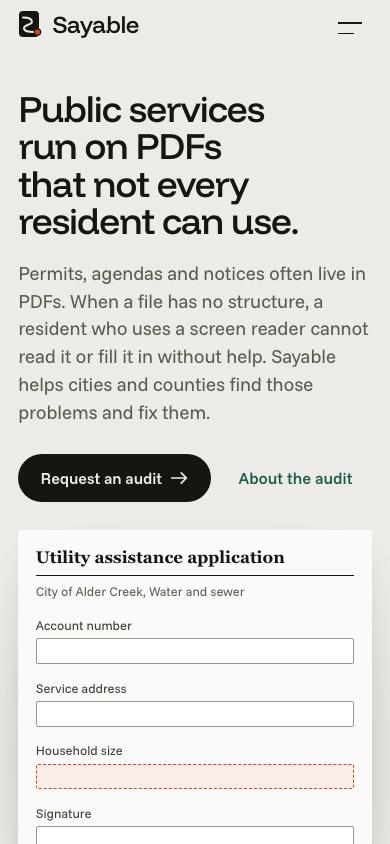 Sayable
Public services
run on PDFs
that not every
resident can use.
Permits, agendas and notices often live in
PDFs. When a file has no structure, a
resident who uses a screen reader cannot
read it or fill it in without help. Sayable
helps cities and counties find those
problems and fix them.
Request an audit → About the audit
Utility assistance application
City of Alder Creek, Water and sewer
Account number
Service address
Household size
Signature